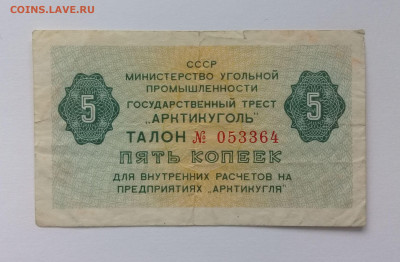 COINS.LAVE.RU
СССР
МИНИСТЕРСТВО УГОЛЬНОЙ
ПРОМЫШЛЕННОСТИ
ГОСУДАРСТВЕННЫЙ ТРЕСТ
„АРКТИКУГОЛЬ"
5 5
ТАЛОН № 053364
ПЯТЬ КОПЕЕК
ДЛЯ ВНУТРЕННИХ РАСЧЕТОВ НА
ПРЕДПРИЯТИЯХ „АРКТИКУГЛЯ"